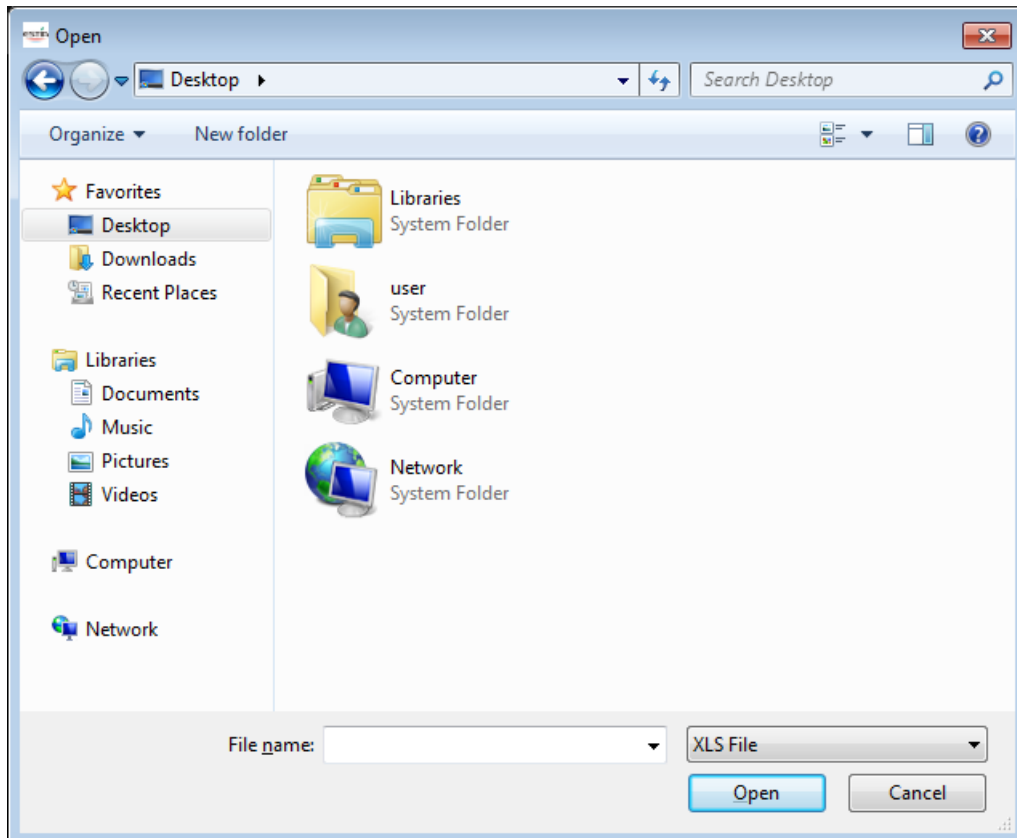 Open
Desktop
Search Desktop
Organize
New folder
Favorites
Desktop
Downloads
Recent Places
Libraries
Documents
Music
Pictures
Videos
Computer
Network
Libraries
System Folder
user
System Folder
Computer
System Folder
Network
System Folder
File name:
XLS File
Open
Cancel